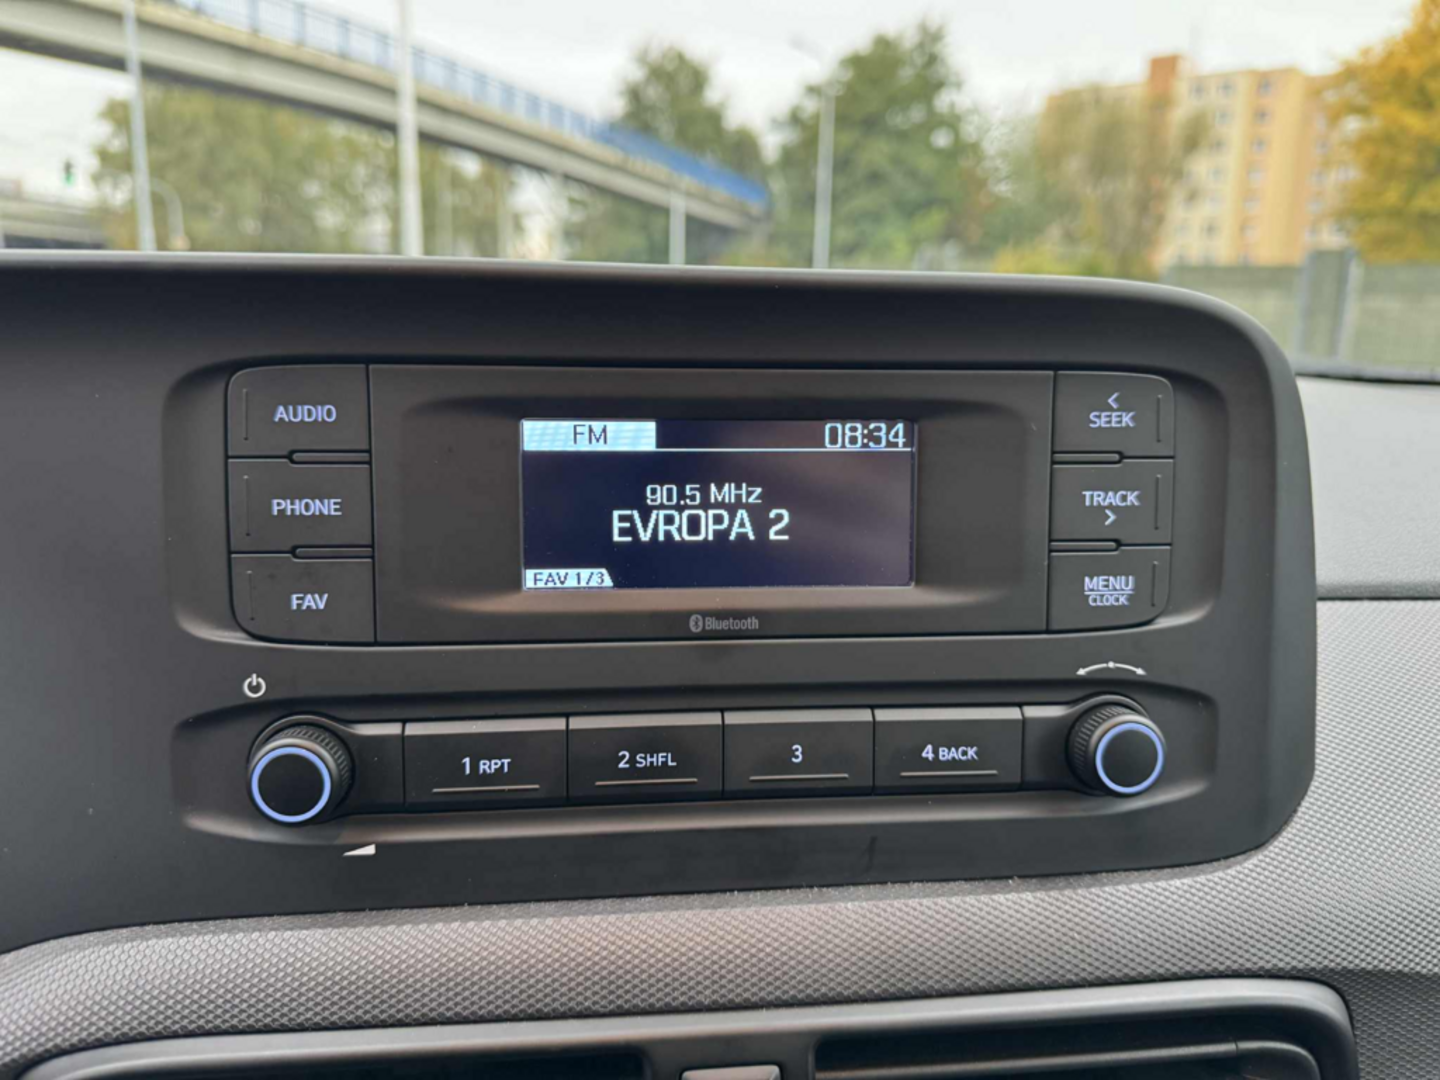 AUDIO
PHONE
FAV
FM 08:34
90.5 MHz
EVROPA 2
FAV 1/3
Bluetooth
< SEEK
TRACK >
MENU
CLOCK
1 RPT
2 SHFL
3
4 BACK